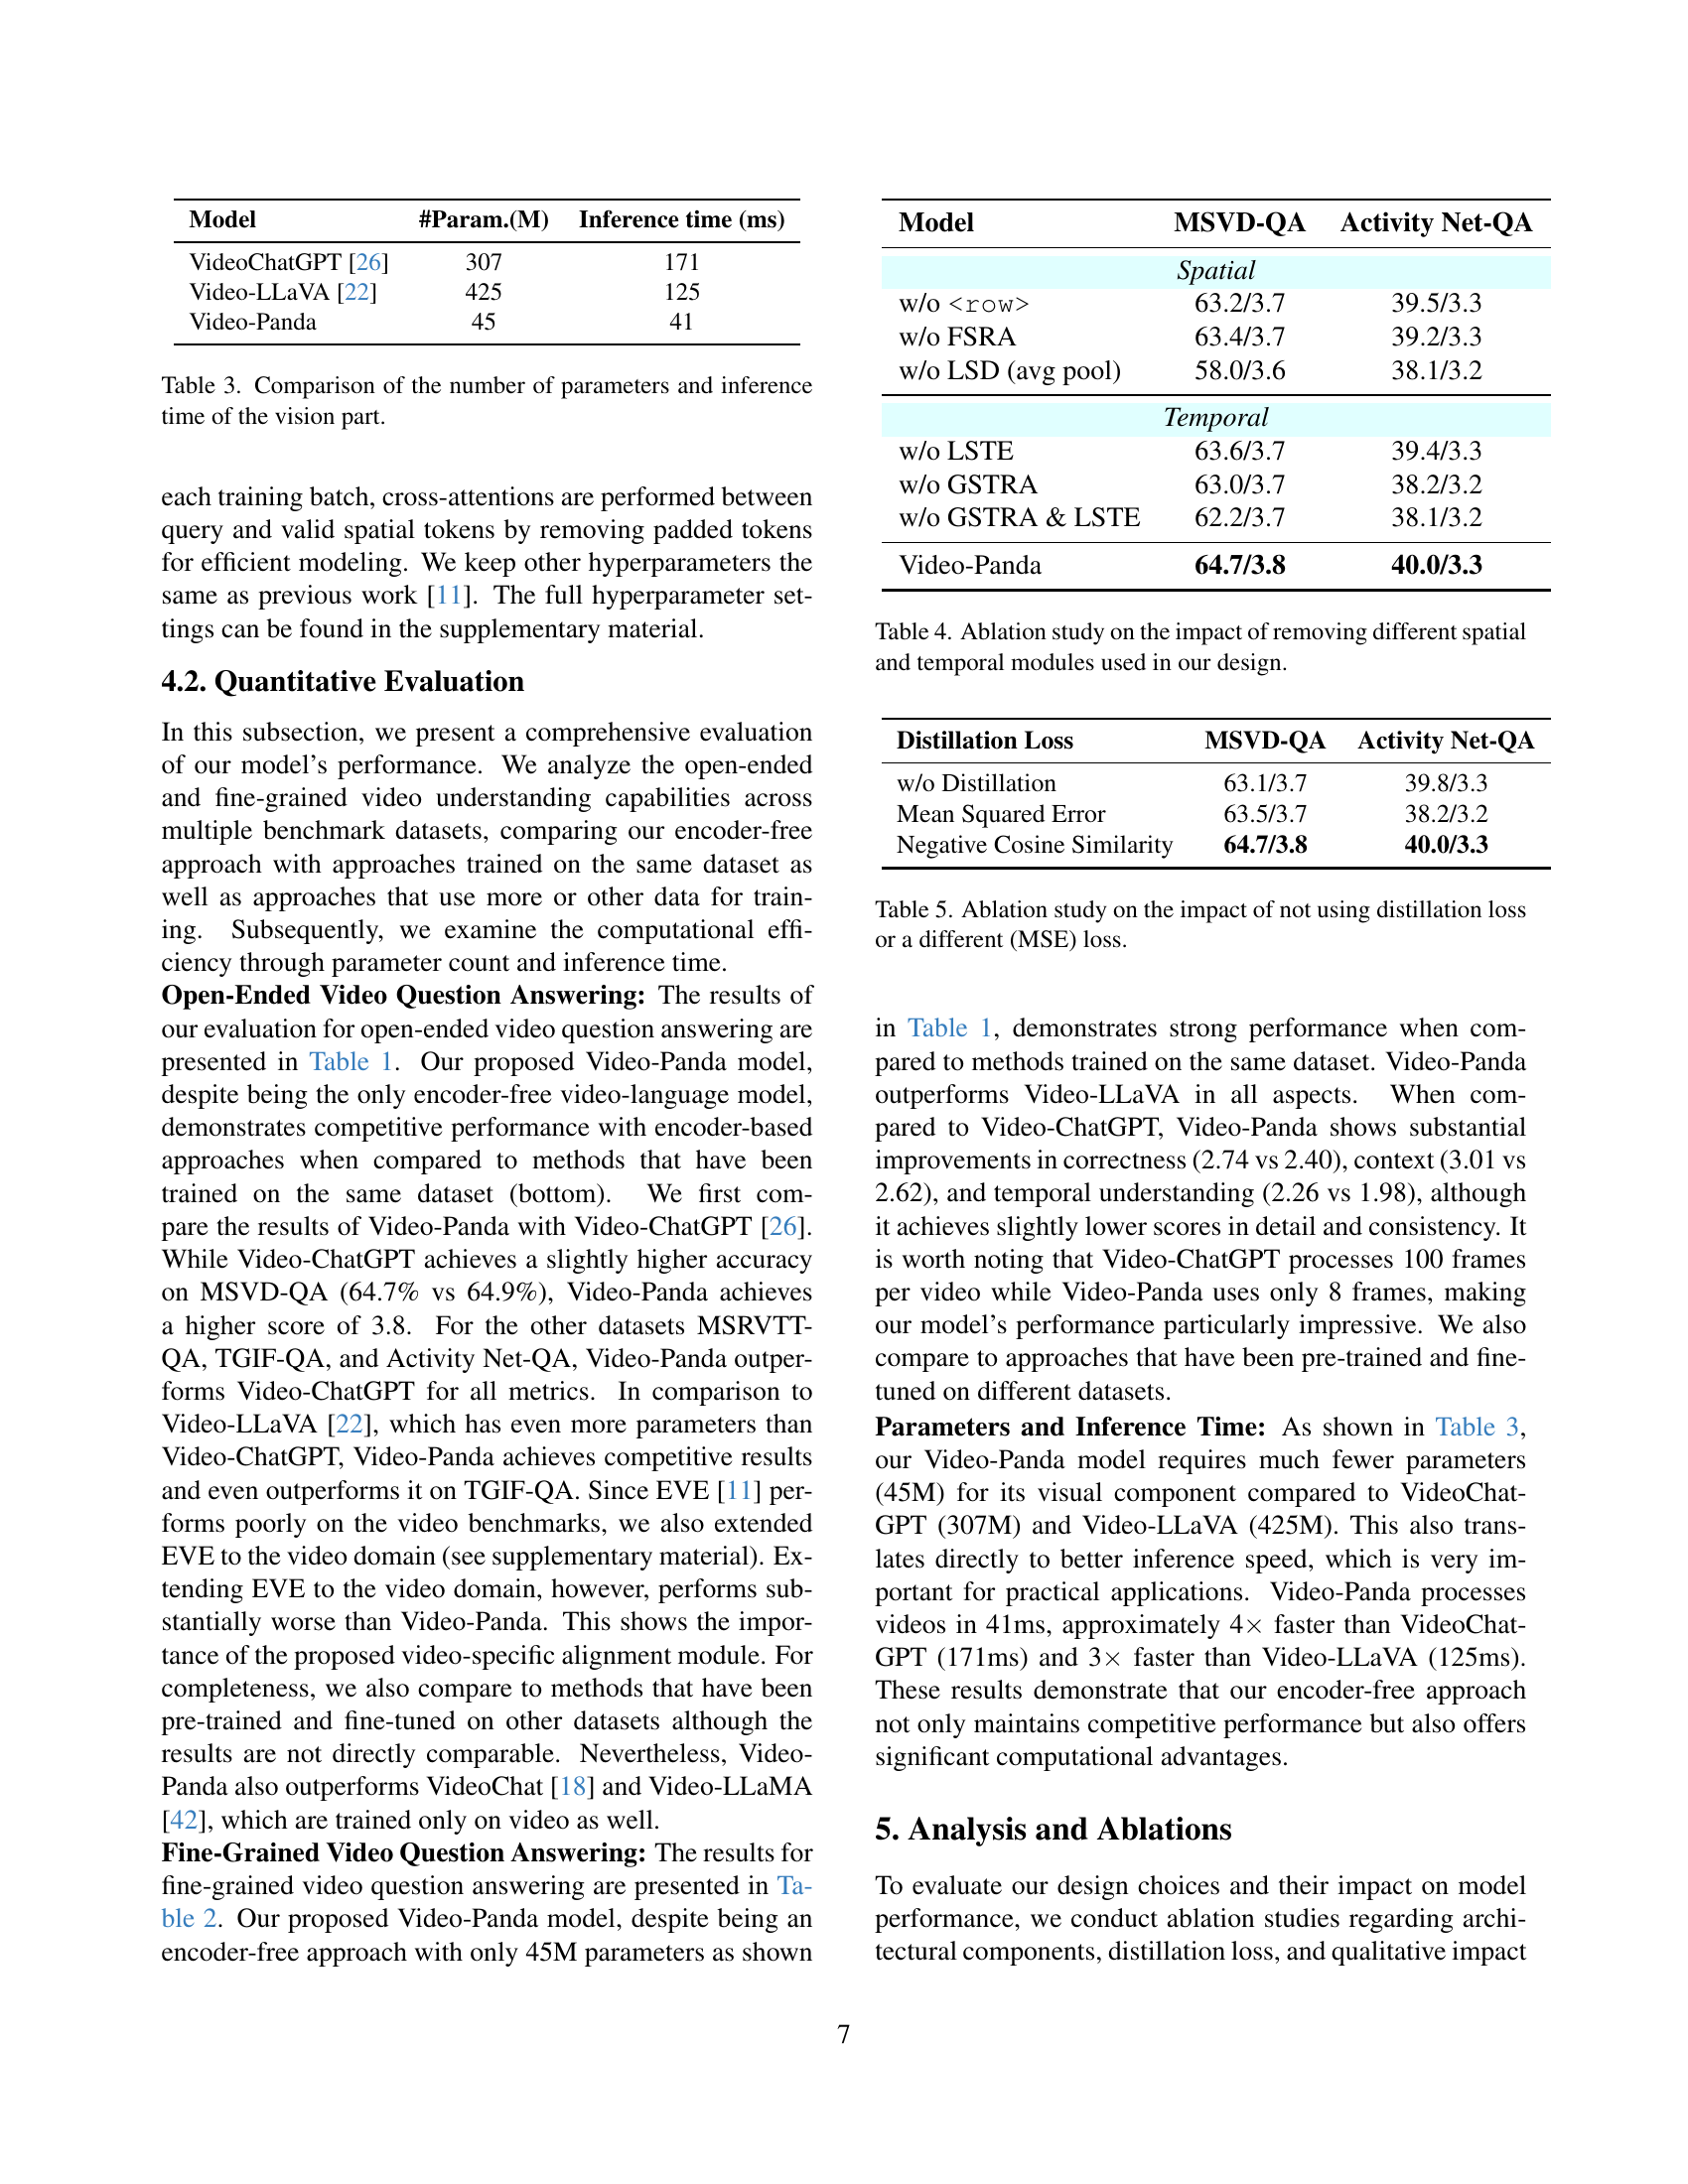 Model #Param.(M) Inference time (ms)
VideoChatGPT [26] 307 171
Video-LLaVA [22] 425 125
Video-Panda 45 41
Table 3. Comparison of the number of parameters and inference
time of the vision part.
each training batch, cross-attentions are performed between
query and valid spatial tokens by removing padded tokens
for efficient modeling. We keep other hyperparameters the
same as previous work [11]. The full hyperparameter set-
tings can be found in the supplementary material.
4.2. Quantitative Evaluation
In this subsection, we present a comprehensive evaluation
of our model's performance. We analyze the open-ended
and fine-grained video understanding capabilities across
multiple benchmark datasets, comparing our encoder-free
approach with approaches trained on the same dataset as
well as approaches that use more or other data for train-
ing. Subsequently, we examine the computational effi-
ciency through parameter count and inference time.
Open-Ended Video Question Answering: The results of
our evaluation for open-ended video question answering are
presented in Table 1. Our proposed Video-Panda model,
despite being the only encoder-free video-language model,
demonstrates competitive performance with encoder-based
approaches when compared to methods that have been
trained on the same dataset (bottom). We first com-
pare the results of Video-Panda with Video-ChatGPT [26].
While Video-ChatGPT achieves a slightly higher accuracy
on MSVD-QA (64.7% vs 64.9%), Video-Panda achieves
a higher score of 3.8. For the other datasets MSRVTT-
QA, TGIF-QA, and Activity Net-QA, Video-Panda outper-
forms Video-ChatGPT for all metrics. In comparison to
Video-LLaVA [22], which has even more parameters than
Video-ChatGPT, Video-Panda achieves competitive results
and even outperforms it on TGIF-QA. Since EVE [11] per-
forms poorly on the video benchmarks, we also extended
EVE to the video domain (see supplementary material). Ex-
tending EVE to the video domain, however, performs sub-
stantially worse than Video-Panda. This shows the impor-
tance of the proposed video-specific alignment module. For
completeness, we also compare to methods that have been
pre-trained and fine-tuned on other datasets although the
results are not directly comparable. Nevertheless, Video-
Panda also outperforms VideoChat [18] and Video-LLaMA
[42], which are trained only on video as well.
Fine-Grained Video Question Answering: The results for
fine-grained video question answering are presented in Ta-
ble 2. Our proposed Video-Panda model, despite being an
encoder-free approach with only 45M parameters as shown
Model MSVD-QA Activity Net-QA
Spatial
w/o <row> 63.2/3.7 39.5/3.3
w/o FSRA 63.4/3.7 39.2/3.3
w/o LSD (avg pool) 58.0/3.6 38.1/3.2
Temporal
w/o LSTE 63.6/3.7 39.4/3.3
w/o GSTRA 63.0/3.7 38.2/3.2
w/o GSTRA & LSTE 62.2/3.7 38.1/3.2
Video-Panda 64.7/3.8 40.0/3.3
Table 4. Ablation study on the impact of removing different spatial
and temporal modules used in our design.
Distillation Loss MSVD-QA Activity Net-QA
w/o Distillation 63.1/3.7 39.8/3.3
Mean Squared Error 63.5/3.7 38.2/3.2
Negative Cosine Similarity 64.7/3.8 40.0/3.3
Table 5. Ablation study on the impact of not using distillation loss
or a different (MSE) loss.
in Table 1, demonstrates strong performance when com-
pared to methods trained on the same dataset. Video-Panda
outperforms Video-LLaVA in all aspects. When com-
pared to Video-ChatGPT, Video-Panda shows substantial
improvements in correctness (2.74 vs 2.40), context (3.01 vs
2.62), and temporal understanding (2.26 vs 1.98), although
it achieves slightly lower scores in detail and consistency. It
is worth noting that Video-ChatGPT processes 100 frames
per video while Video-Panda uses only 8 frames, making
our model's performance particularly impressive. We also
compare to approaches that have been pre-trained and fine-
tuned on different datasets.
Parameters and Inference Time: As shown in Table 3,
our Video-Panda model requires much fewer parameters
(45M) for its visual component compared to VideoChat-
GPT (307M) and Video-LLaVA (425M). This also trans-
lates directly to better inference speed, which is very im-
portant for practical applications. Video-Panda processes
videos in 41ms, approximately 4× faster than VideoChat-
GPT (171ms) and 3× faster than Video-LLaVA (125ms).
These results demonstrate that our encoder-free approach
not only maintains competitive performance but also offers
significant computational advantages.
5. Analysis and Ablations
To evaluate our design choices and their impact on model
performance, we conduct ablation studies regarding archi-
tectural components, distillation loss, and qualitative impact
7